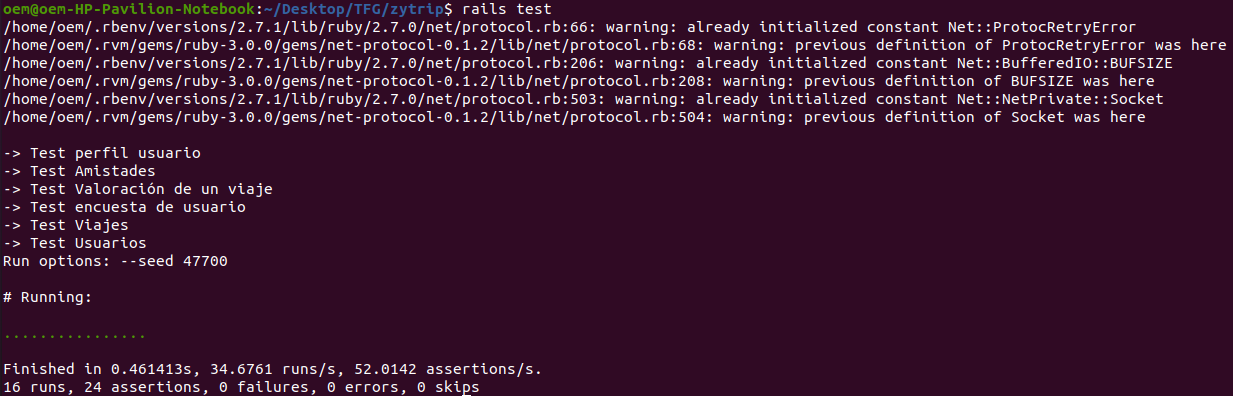 oem@oem-HP-Pavilion-Notebook:~/Desktop/TFG/zytrip$ rails test
/home/oem/.rbenv/versions/2.7.1/lib/ruby/2.7.0/net/protocol.rb:66: warning: already initialized constant Net::ProtocRetryError
/home/oem/.rvm/gems/ruby-3.0.0/gems/net-protocol-0.1.2/lib/net/protocol.rb:68: warning: previous definition of ProtocRetryError was here
/home/oem/.rbenv/versions/2.7.1/lib/ruby/2.7.0/net/protocol.rb:206: warning: already initialized constant Net::BufferedIO::BUFSIZE
/home/oem/.rvm/gems/ruby-3.0.0/gems/net-protocol-0.1.2/lib/net/protocol.rb:208: warning: previous definition of BUFSIZE was here
/home/oem/.rbenv/versions/2.7.1/lib/ruby/2.7.0/net/protocol.rb:503: warning: already initialized constant Net::NetPrivate::Socket
/home/oem/.rvm/gems/ruby-3.0.0/gems/net-protocol-0.1.2/lib/net/protocol.rb:504: warning: previous definition of Socket was here
-> Test perfil usuario
-> Test Amistades
-> Test Valoración de un viaje
-> Test encuesta de usuario
-> Test Viajes
-> Test Usuarios
Run options: --seed 47700
# Running:
................
Finished in 0.461413s, 34.6761 runs/s, 52.0142 assertions/s.
16 runs, 24 assertions, 0 failures, 0 errors, 0 skips